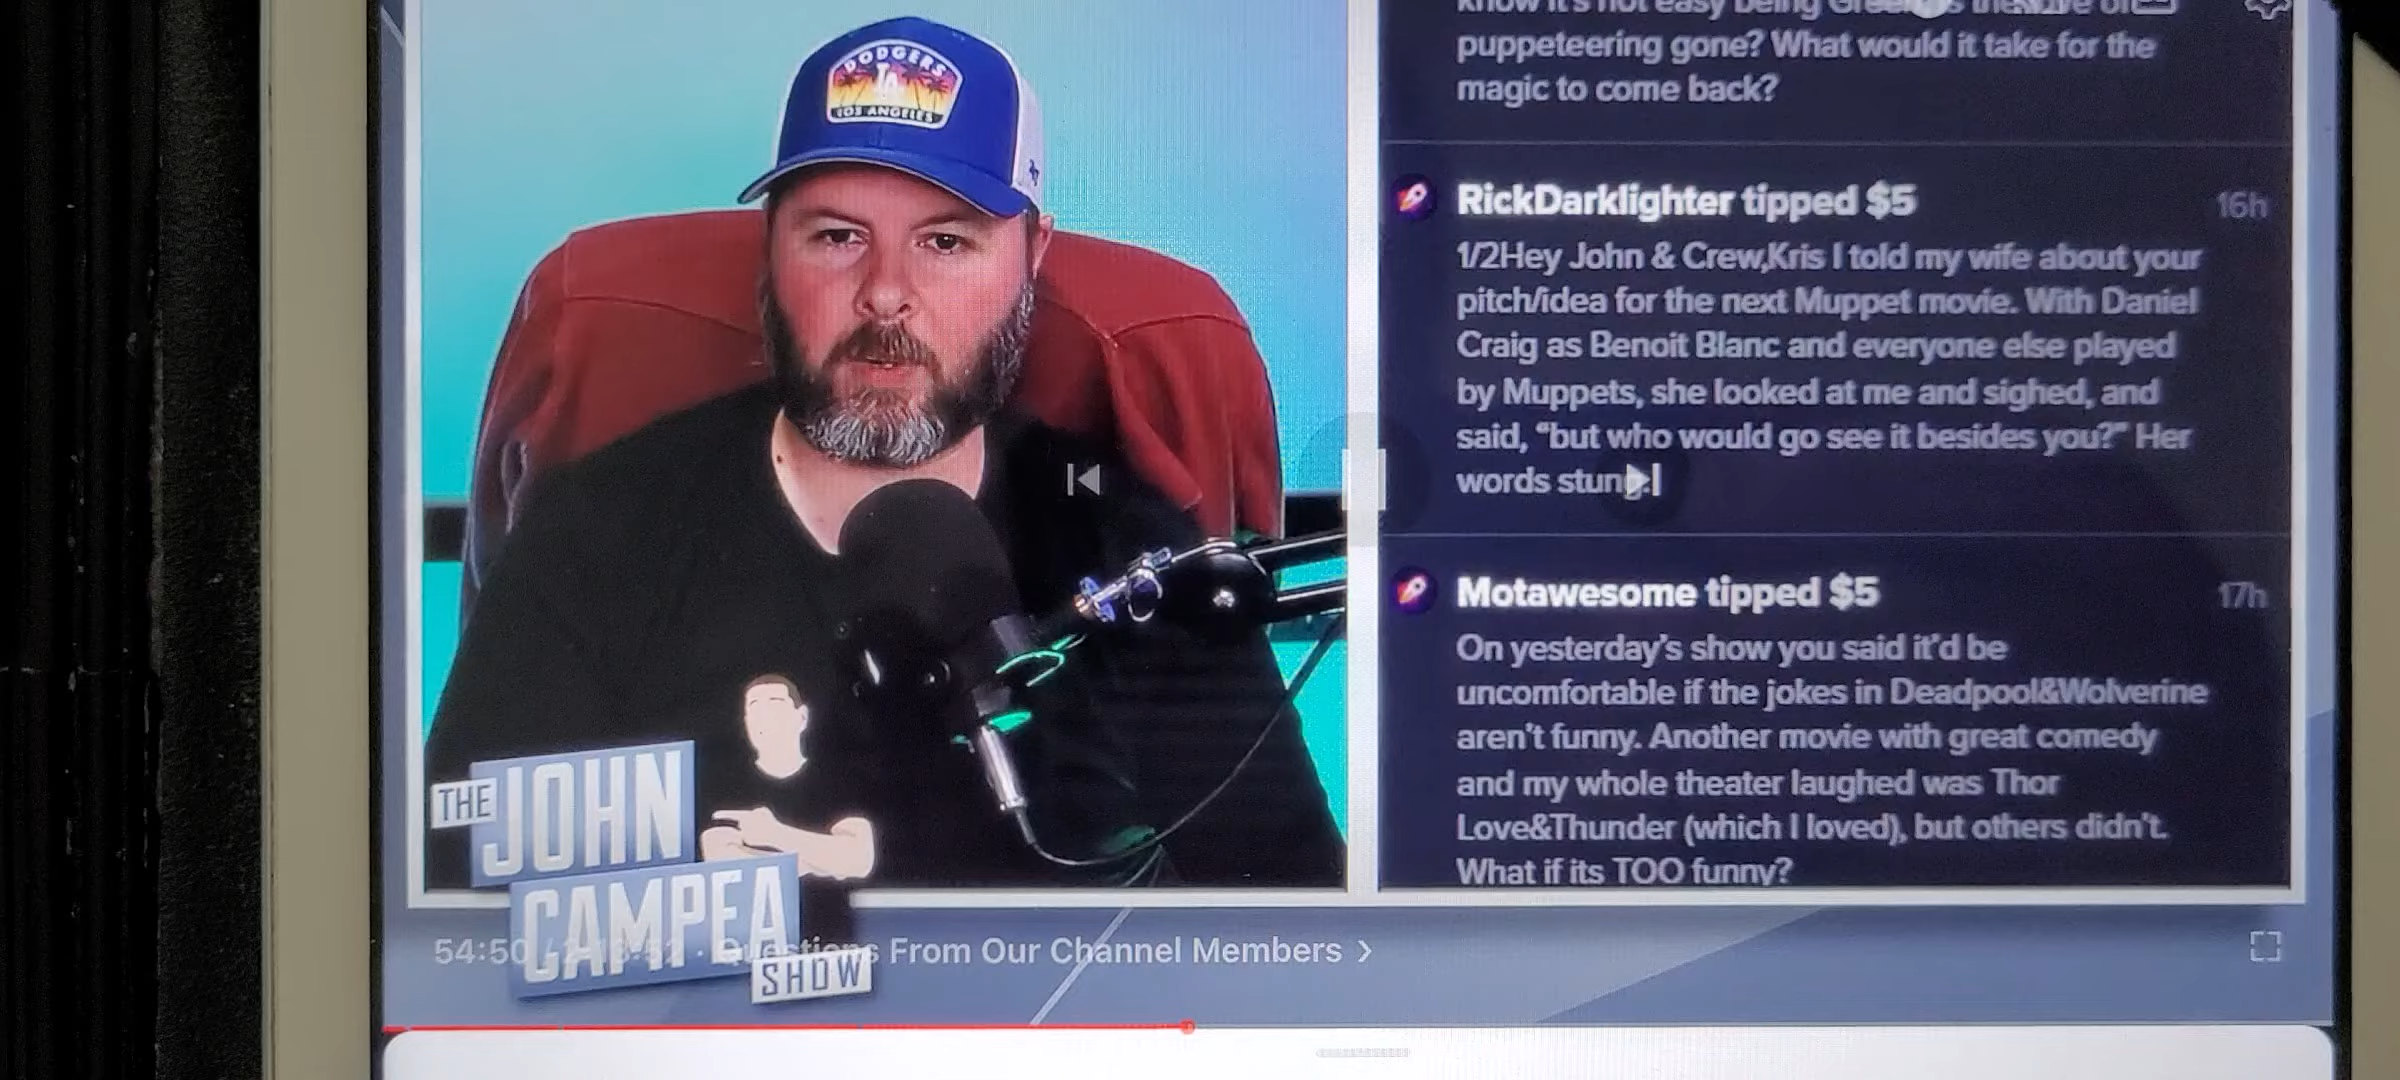 DODGERS
LA
LOS ANGELES
puppeteering gone? What would it take for the
magic to come back?
RickDarklighter tipped $5
16h
1/2Hey John & Crew,Kris I told my wife about your
pitch/idea for the next Muppet movie. With Daniel
Craig as Benoit Blanc and everyone else played
by Muppets, she looked at me and sighed, and
said, “but who would go see it besides you?” Her
words stung.
Motawesome tipped $5
17h
On yesterday's show you said it'd be
uncomfortable if the jokes in Deadpool&Wolverine
aren't funny. Another movie with great comedy
and my whole theater laughed was Thor
Love&Thunder (which I loved), but others didn't.
What if its TOO funny?
THE
JOHN
CAMPEA
SHOW
54:50 / · Questions From Our Channel Members >